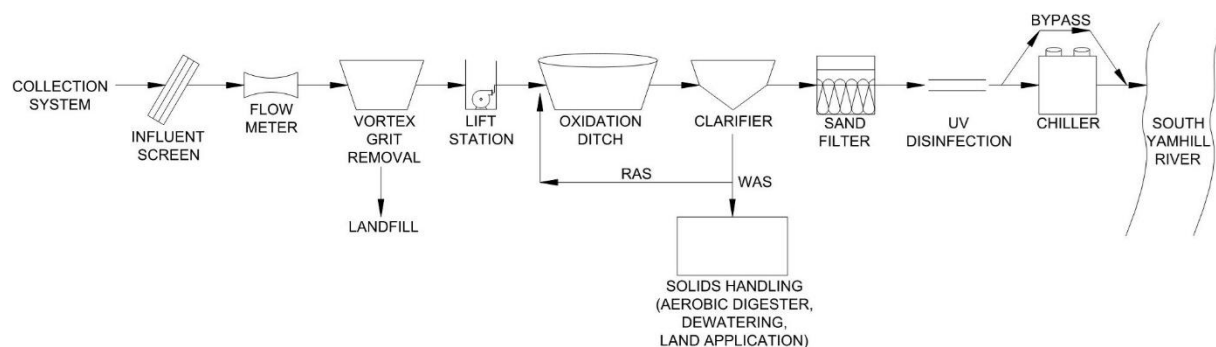 COLLECTION
SYSTEM
INFLUENT
SCREEN
FLOW
METER
VORTEX
GRIT
REMOVAL
LANDFILL
LIFT
STATION
OXIDATION
DITCH
CLARIFIER
RAS
WAS
SOLIDS HANDLING
(AEROBIC DIGESTER,
DEWATERING,
LAND APPLICATION)
SAND
FILTER
UV
DISINFECTION
BYPASS
CHILLER
SOUTH
YAMHILL
RIVER